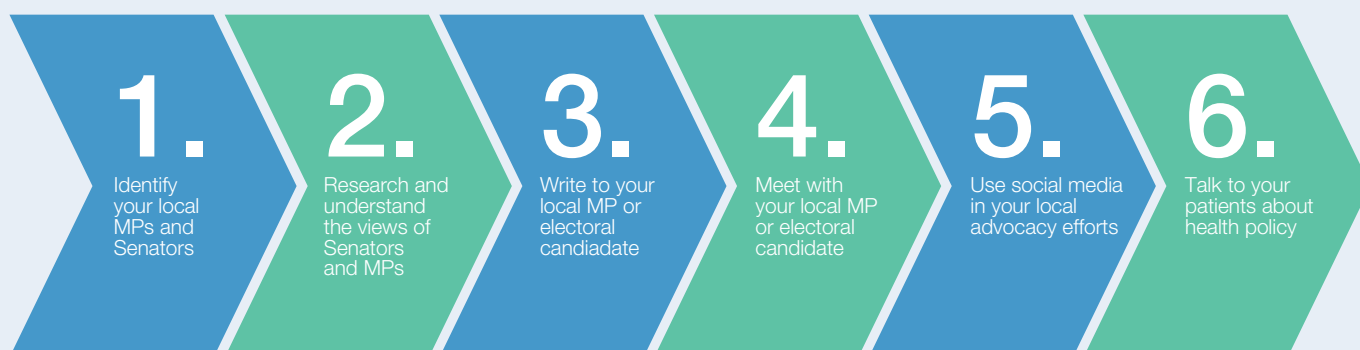 1.
Identify
your local
MPs and
Senators
2.
Research and
understand
the views of
Senators
and MPs
3.
Write to your
local MP or
electoral
candiadate
4.
Meet with
your local MP
or electoral
candidate
5.
Use social media
in your local
advocacy efforts
6.
Talk to your
patients about
health policy